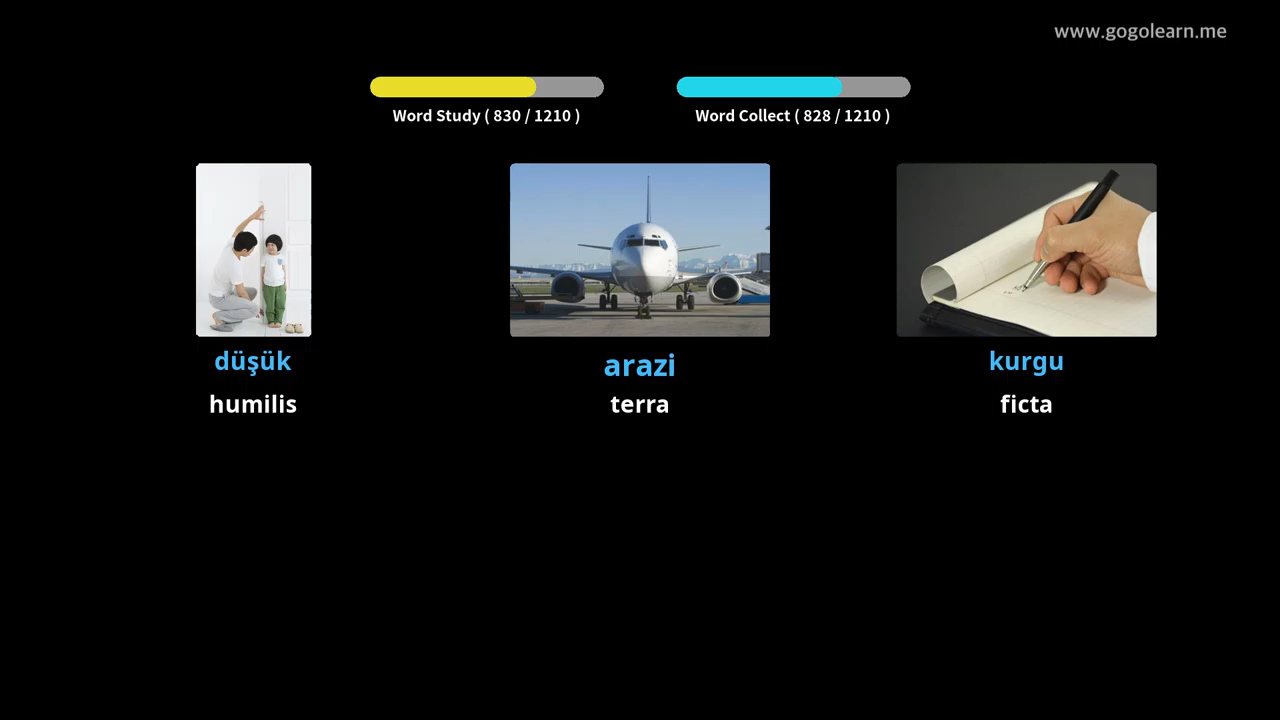 www.gogolearn.me
Word Study ( 830 / 1210 )
Word Collect ( 828 / 1210 )
düşük
arazi
kurgu
humilis
terra
ficta